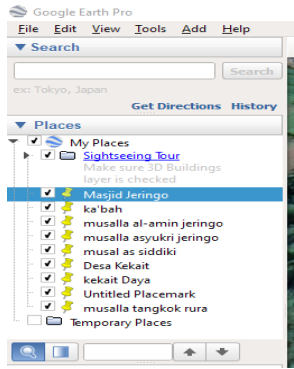 Google Earth Pro
File Edit View Tools Add Help
Search
Search
ex: Tokyo, Japan
Get Directions History
Places
My Places
Sightseeing Tour
Make sure 3D Buildings
layer is checked
Masjid Jeringo
ka'bah
musalla al-amin jeringo
musalla asyukri jeringo
musal as siddiki
Desa Kekait
kekait Daya
Untitled Placemark
musalla tangkok rura
Temporary Places